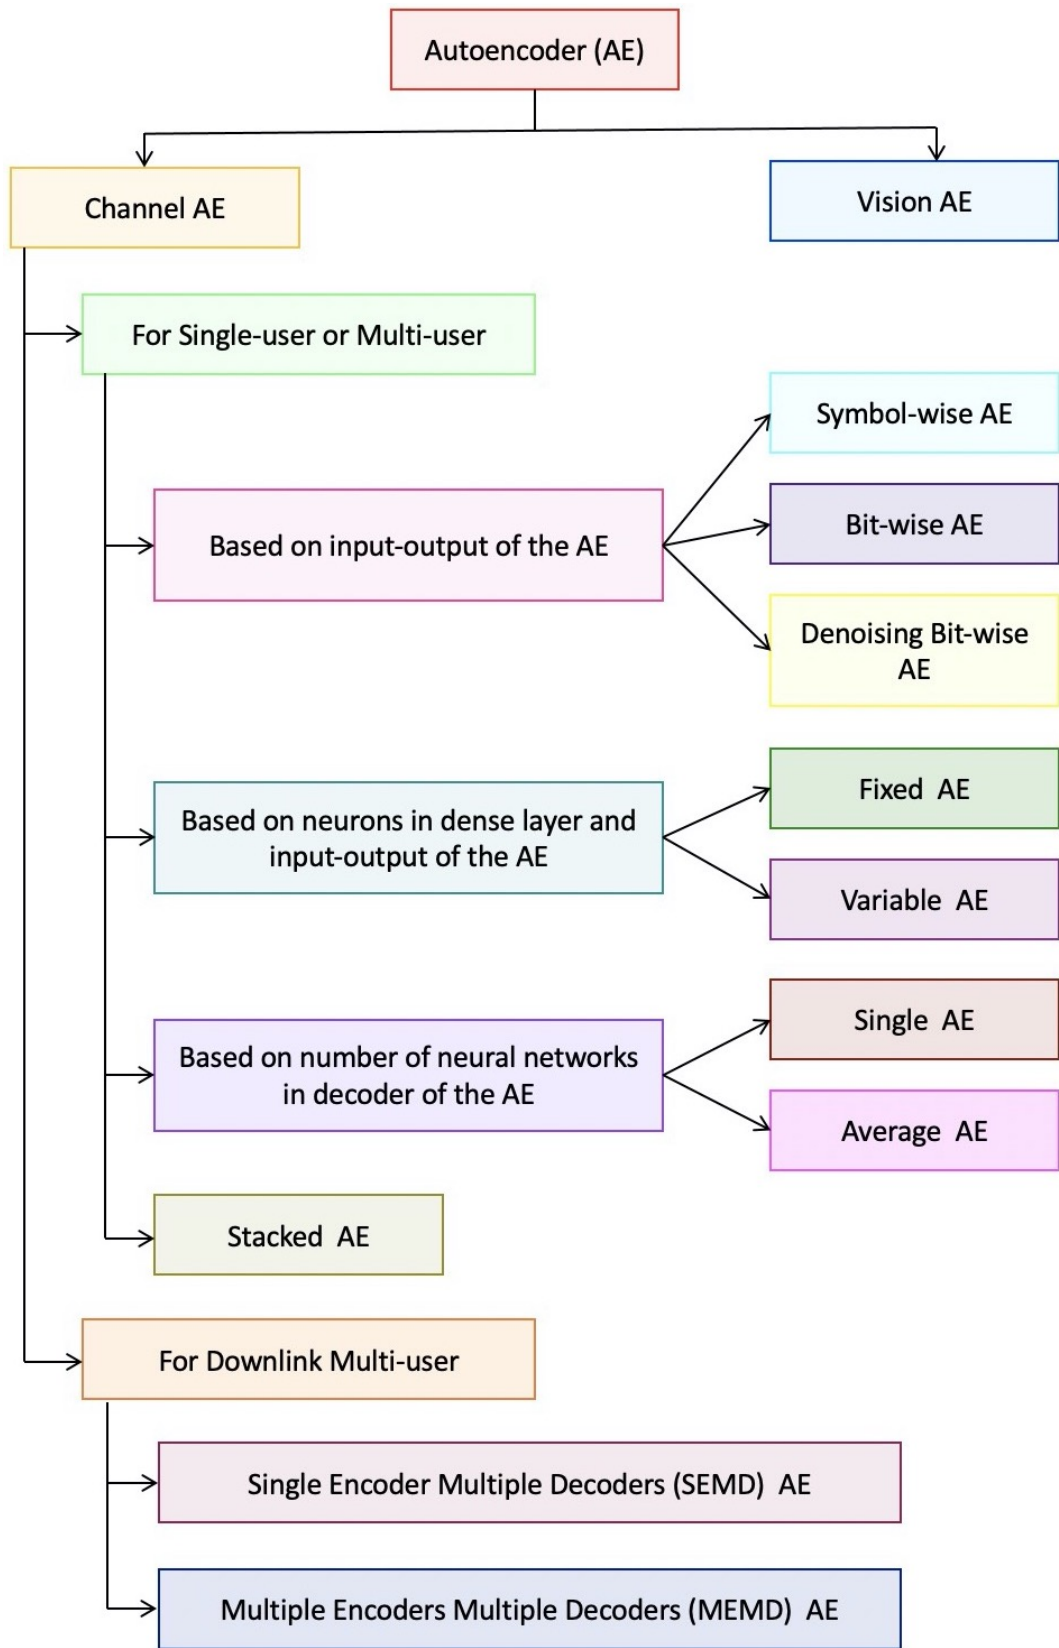 Autoencoder (AE)
Channel AE
Vision AE
For Single-user or Multi-user
Based on input-output of the AE
Symbol-wise AE
Bit-wise AE
Denoising Bit-wise
AE
Based on neurons in dense layer and
input-output of the AE
Fixed AE
Variable AE
Based on number of neural networks
in decoder of the AE
Single AE
Average AE
Stacked AE
For Downlink Multi-user
Single Encoder Multiple Decoders (SEMD) AE
Multiple Encoders Multiple Decoders (MEMD) AE